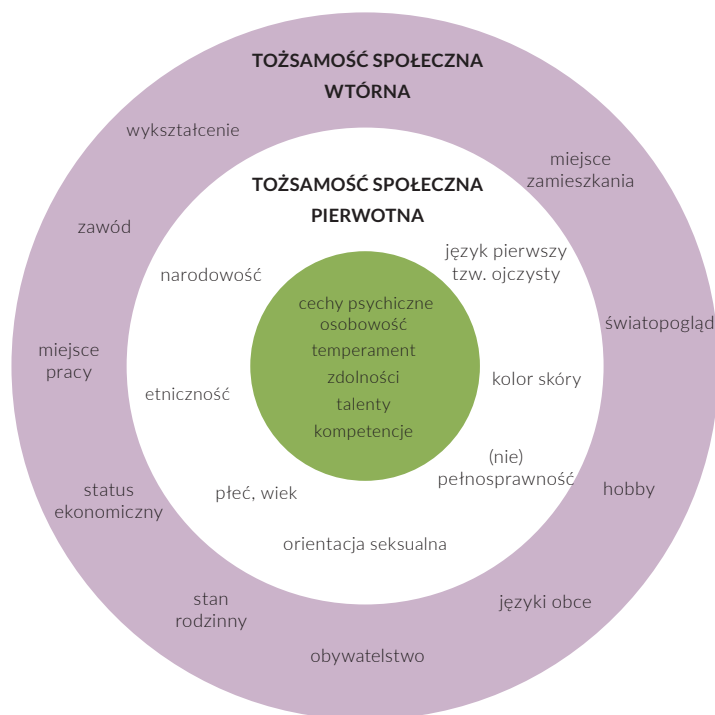 TOŻSAMOŚĆ SPOŁECZNA
WTÓRNA
wykształcenie
miejsce
zamieszkania
zawód
światopogląd
miejsce
pracy
hobby
status
ekonomiczny
języki obce
stan
rodzinny
obywatelstwo
TOŻSAMOŚĆ SPOŁECZNA
PIERWOTNA
język pierwszy
tzw. ojczysty
narodowość
kolor skóry
etniczność
(nie)
pełnosprawność
płeć, wiek
orientacja seksualna
cechy psychiczne
osobowość
temperament
zdolności
talenty
kompetencje